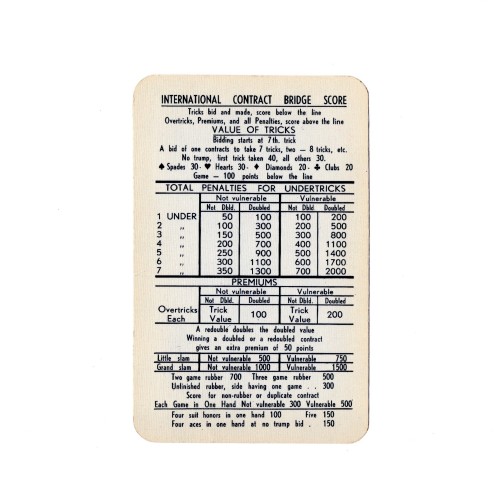 INTERNATIONAL CONTRACT BRIDGE SCORE
Tricks bid and made, score below the line
Overtricks, Premiums, and all Penalties, score above the line
VALUE OF TRICKS
Bidding starts at 7th. trick
A bid of one contracts to take 7 tricks, two — 8 tricks, etc.
No trump, first trick taken 40, all others 30.
♠ Spades 30 - ♥ Hearts 30 - ♦ Diamonds 20 - ♣ Clubs 20
Game — 100 points below the line
TOTAL PENALTIES FOR UNDERTRICKS
Not vulnerable Vulnerable
Not Dbld. Doubled Not Dbld Doubled
1 UNDER 50 100 100 200
2 „ 100 300 200 500
3 „ 150 500 300 800
4 „ 200 700 400 1100
5 „ 250 900 500 1400
6 „ 300 1100 600 1700
7 „ 350 1300 700 2000
PREMIUMS
Not vulnerable Vulnerable
Not Dbld. Doubled Not Dbld. Doubled
Overtricks Each Trick Value 100 Trick Value 200
A redouble doubles the doubled value
Winning a doubled or a redoubled contract
gives an extra premium of 50 points
Little slam Not vulnerable 500 Vulnerable 750
Grand slam Not vulnerable 1000 Vulnerable 1500
Two game rubber 700 Three game rubber 500
Unfinished rubber, side having one game . . 300
Score for non-rubber or duplicate contract
Each Game in One Hand Not vulnerable 300 Vulnerable 500
Four suit honors in one hand 100 Five 150
Four aces in one hand at no trump bid . 150